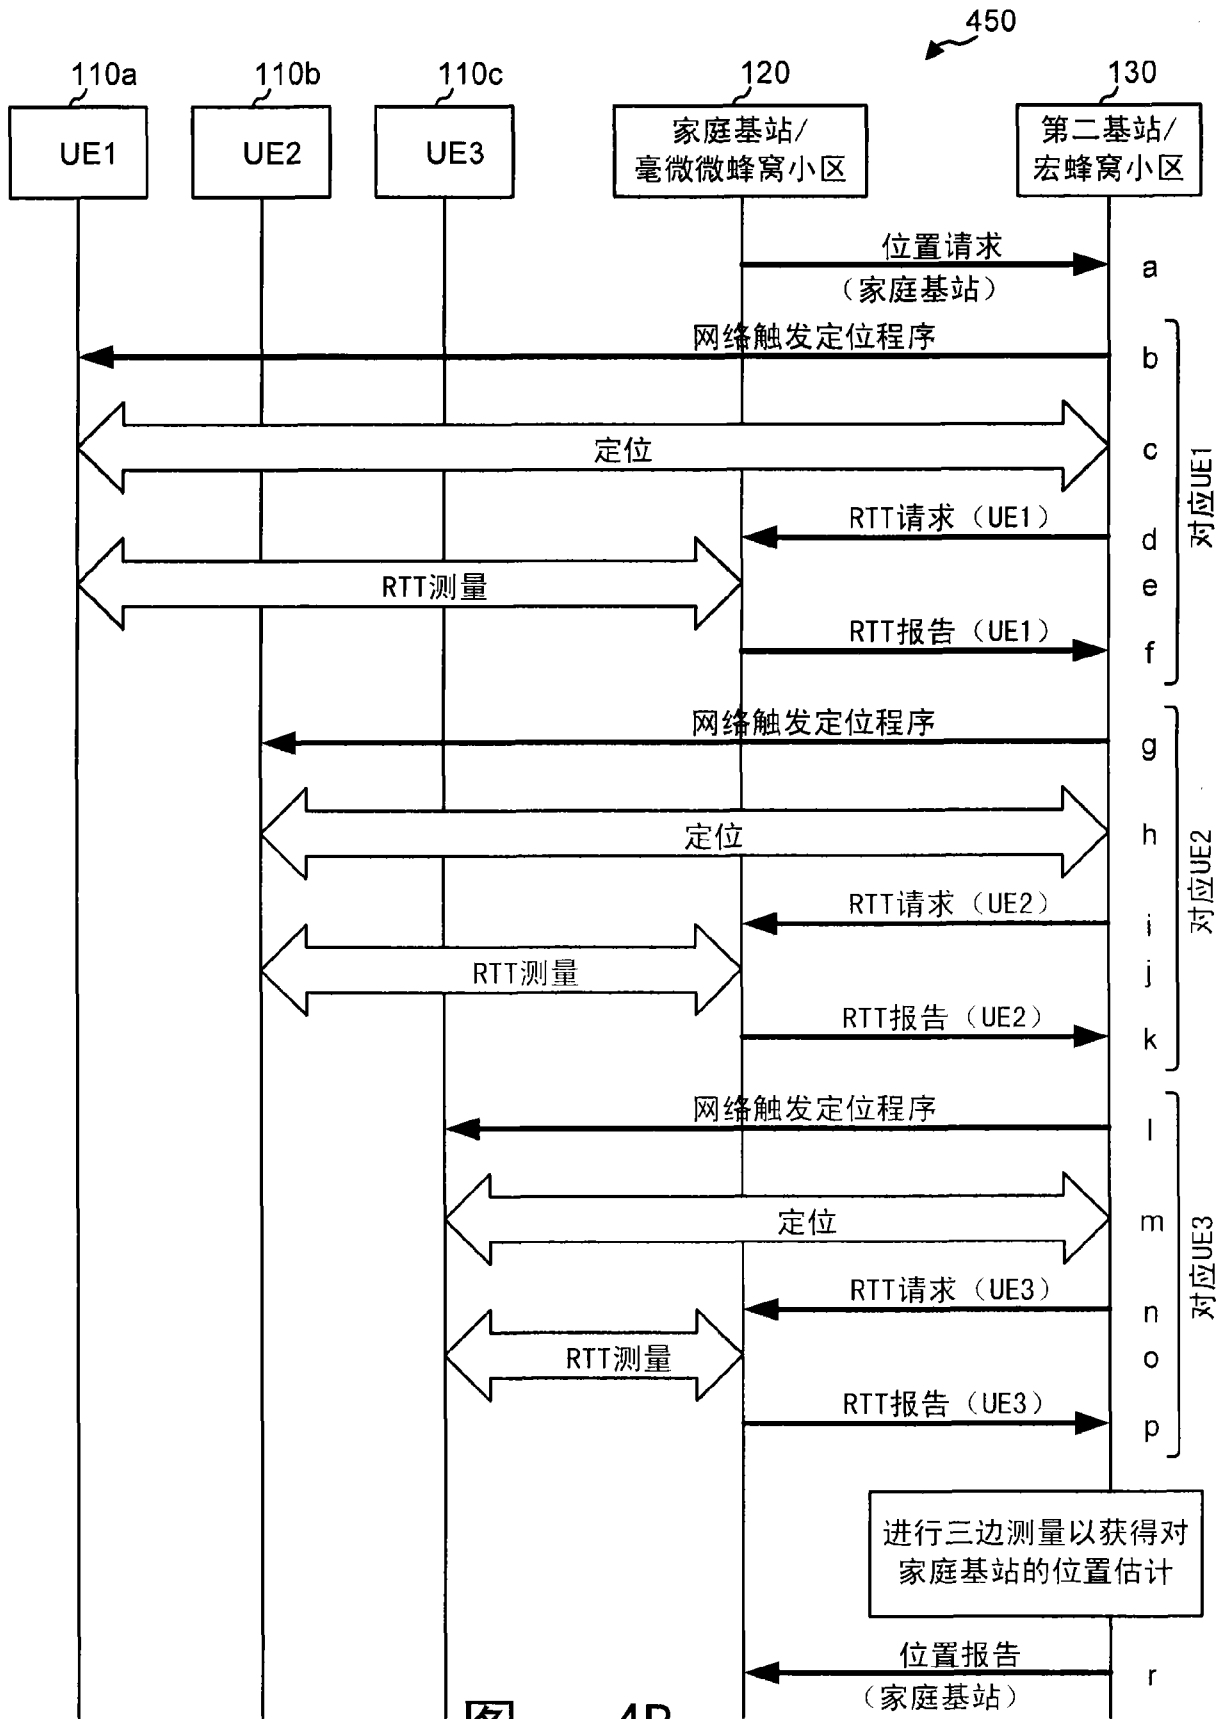 450
110a
110b
110c
120
130
UE1
UE2
UE3
家庭基站/
毫微微蜂窝小区
第二基站/
宏蜂窝小区
位置请求
（家庭基站）
a
网络触发定位程序
b
定位
c
RTT请求（UE1）
d
RTT测量
e
RTT报告（UE1）
f
对应UE1
网络触发定位程序
g
定位
h
RTT请求（UE2）
i
RTT测量
j
RTT报告（UE2）
k
对应UE2
网络触发定位程序
l
定位
m
RTT请求（UE3）
n
RTT测量
o
RTT报告（UE3）
p
对应UE3
进行三边测量以获得对
家庭基站的位置估计
位置报告
（家庭基站）
r